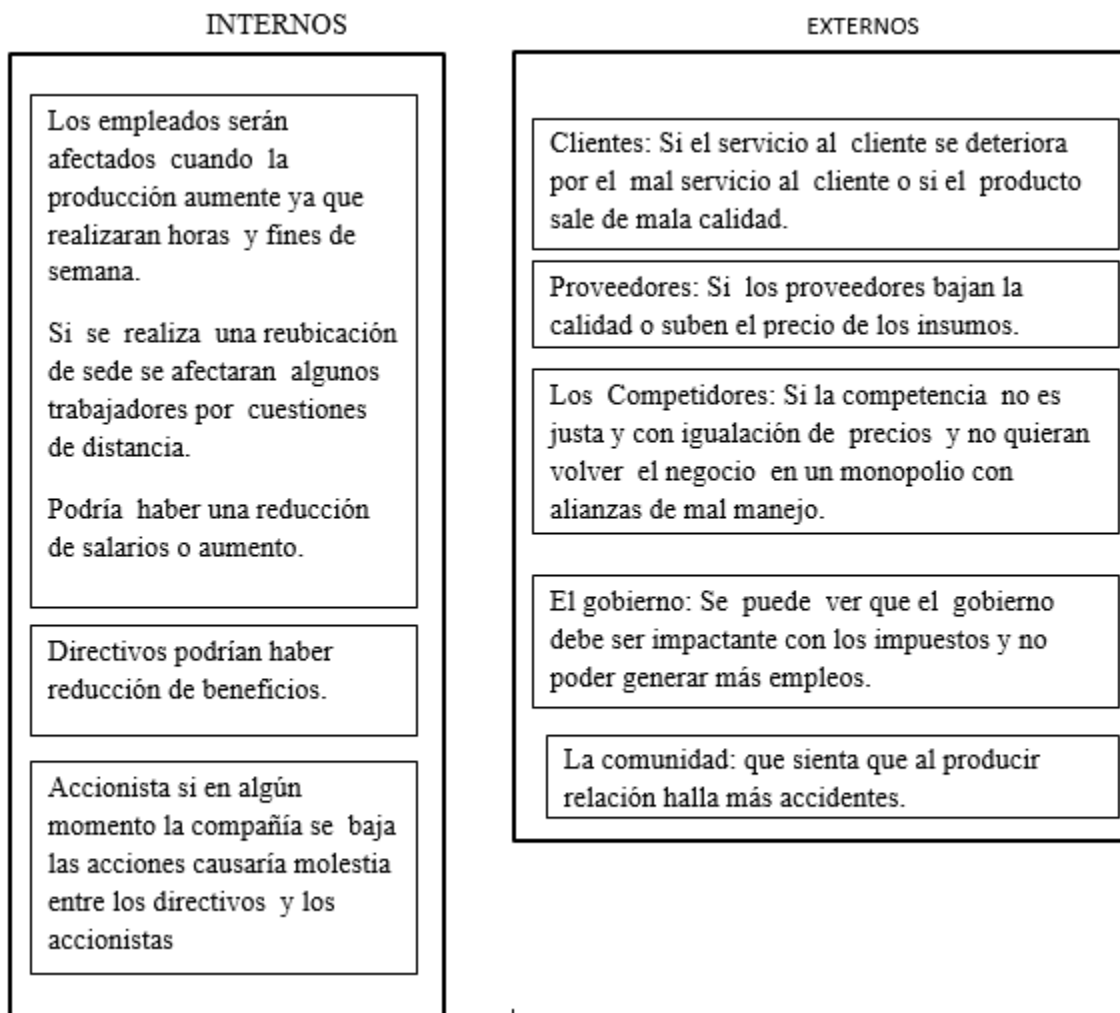 INTERNOS
Los empleados serán
afectados cuando la
producción aumente ya que
realizaran horas y fines de
semana.
Si se realiza una reubicación
de sede se afectaran algunos
trabajadores por cuestiones
de distancia.
Podría haber una reducción
de salarios o aumento.
Directivos podrían haber
reducción de beneficios.
Accionista si en algún
momento la compañía se baja
las acciones causaría molestia
entre los directivos y los
accionistas
EXTERNOS
Clientes: Si el servicio al cliente se deteriora
por el mal servicio al cliente o si el producto
sale de mala calidad.
Proveedores: Si los proveedores bajan la
calidad o suben el precio de los insumos.
Los Competidores: Si la competencia no es
justa y con igualación de precios y no quieran
volver el negocio en un monopolio con
alianzas de mal manejo.
El gobierno: Se puede ver que el gobierno
debe ser impactante con los impuestos y no
poder generar más empleos.
La comunidad: que sienta que al producir
relación halla más accidentes.